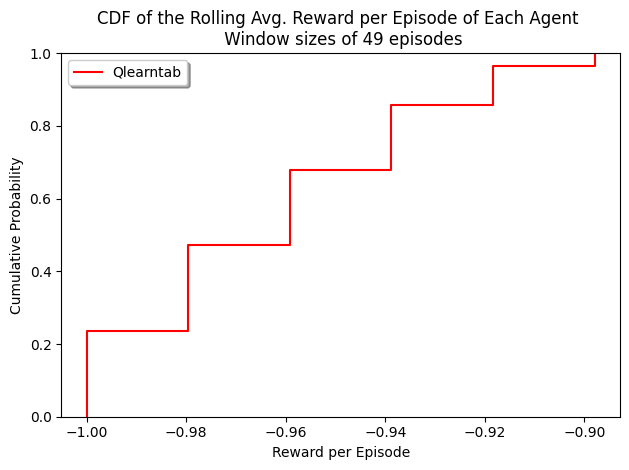 CDF of the Rolling Avg. Reward per Episode of Each Agent
Window sizes of 49 episodes
Qlearntab
Cumulative Probability
1.0
0.8
0.6
0.4
0.2
0.0
−1.00
−0.98
−0.96
−0.94
−0.92
−0.90
Reward per Episode